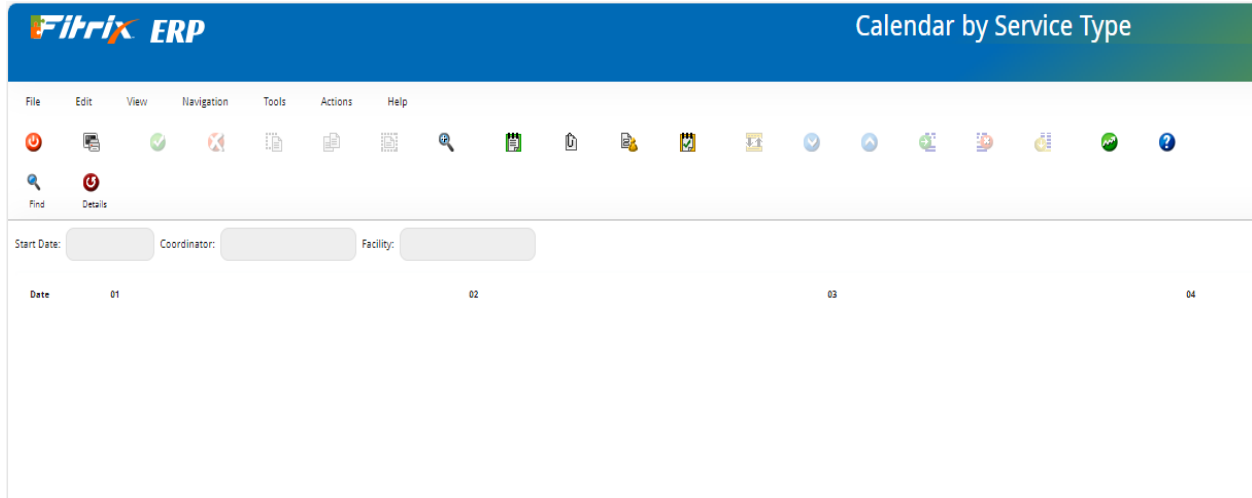 Fitrix ERP
Calendar by Service Type
File Edit View Navigation Tools Actions Help
Find Details
Start Date: Coordinator: Facility:
Date 01 02 03 04